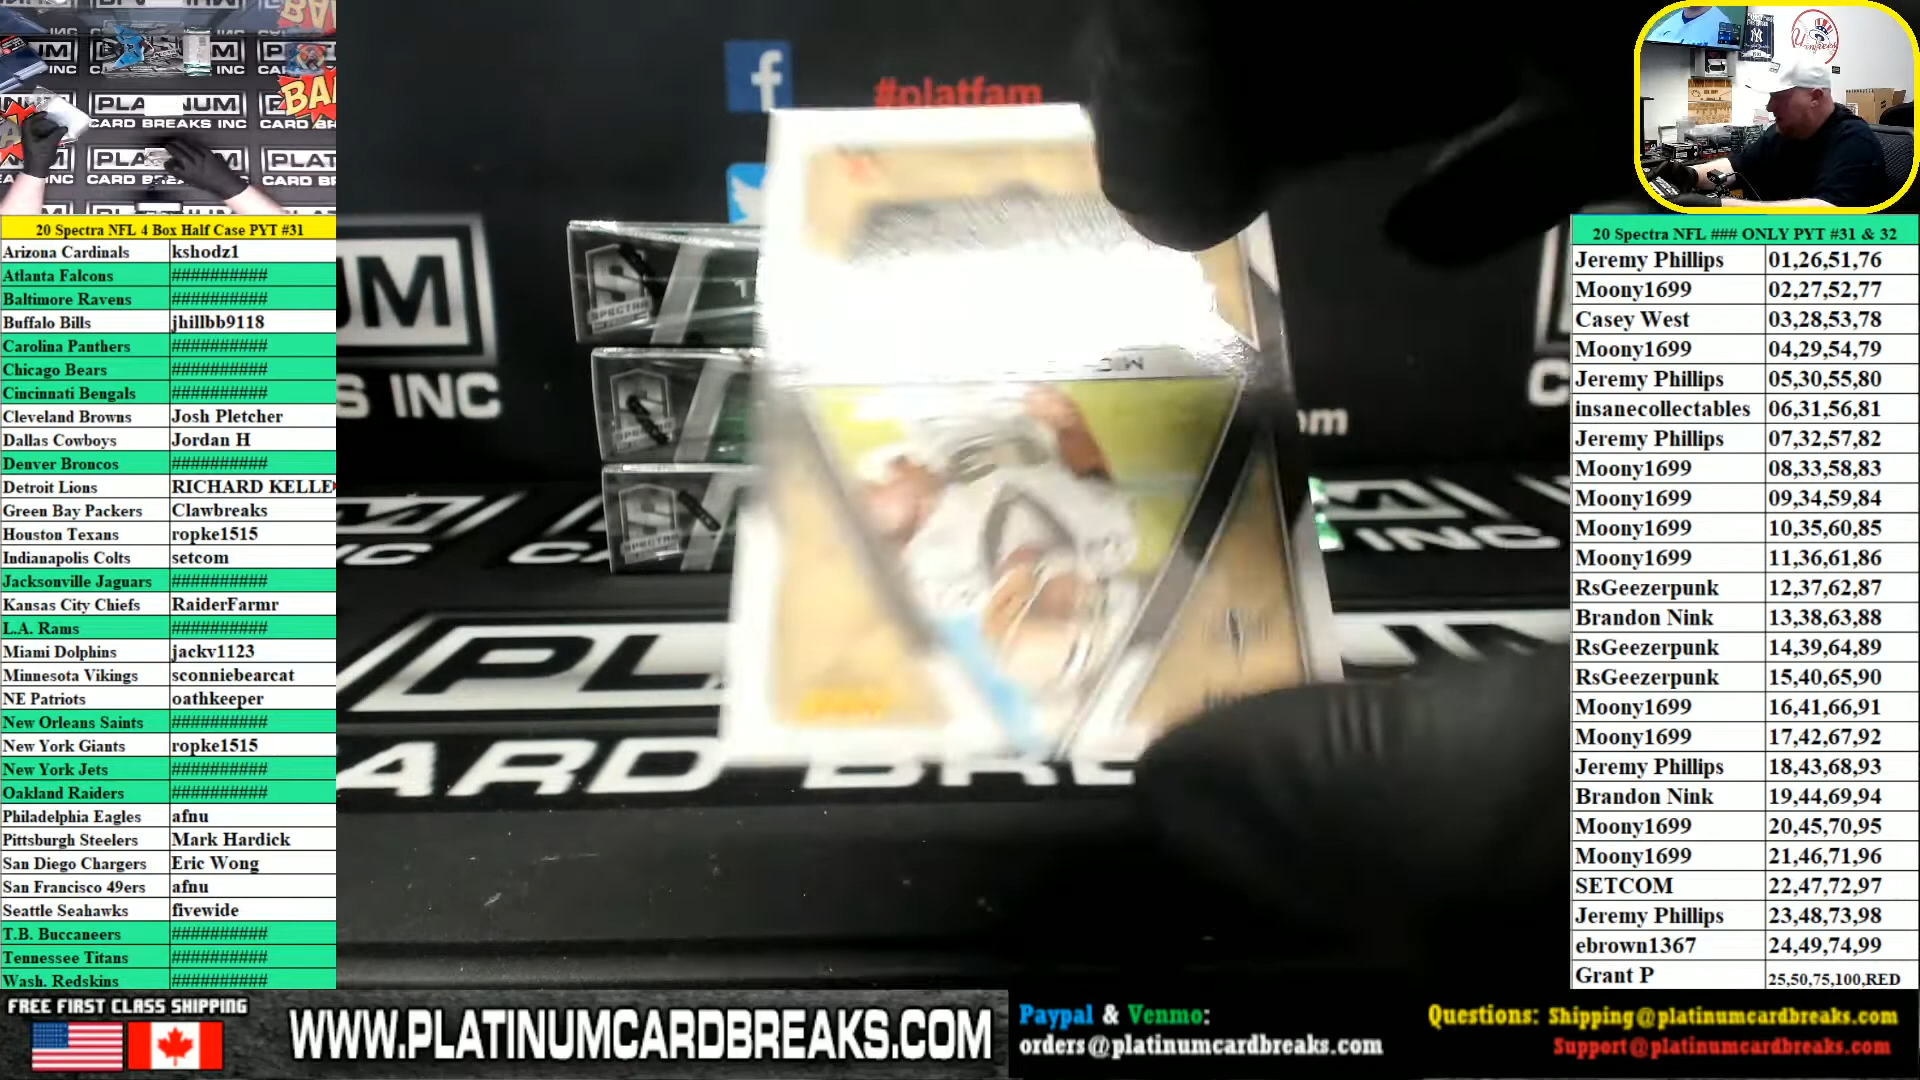 20 Spectra NFL 4 Box Half Case PYT #31
Arizona Cardinals kshodz1
Atlanta Falcons ##########
Baltimore Ravens ##########
Buffalo Bills jhillbb9118
Carolina Panthers ##########
Chicago Bears ##########
Cincinnati Bengals ##########
Cleveland Browns Josh Pletcher
Dallas Cowboys Jordan H
Denver Broncos ##########
Detroit Lions RICHARD KELLE
Green Bay Packers Clawbreaks
Houston Texans ropke1515
Indianapolis Colts setcom
Jacksonville Jaguars ##########
Kansas City Chiefs RaiderFarmr
L.A. Rams ##########
Miami Dolphins jackv1123
Minnesota Vikings sconniebearcat
NE Patriots oathkeeper
New Orleans Saints ##########
New York Giants ropke1515
New York Jets ##########
Oakland Raiders ##########
Philadelphia Eagles afnu
Pittsburgh Steelers Mark Hardick
San Diego Chargers Eric Wong
San Francisco 49ers afnu
Seattle Seahawks fivewide
T.B. Buccaneers ##########
Tennessee Titans ##########
Wash. Redskins ##########
#platfam
20 Spectra NFL ### ONLY PYT #31 & 32
Jeremy Phillips 01,26,51,76
Moony1699 02,27,52,77
Casey West 03,28,53,78
Moony1699 04,29,54,79
Jeremy Phillips 05,30,55,80
insanecollectables 06,31,56,81
Jeremy Phillips 07,32,57,82
Moony1699 08,33,58,83
Moony1699 09,34,59,84
Moony1699 10,35,60,85
Moony1699 11,36,61,86
RsGeezerpunk 12,37,62,87
Brandon Nink 13,38,63,88
RsGeezerpunk 14,39,64,89
RsGeezerpunk 15,40,65,90
Moony1699 16,41,66,91
Moony1699 17,42,67,92
Jeremy Phillips 18,43,68,93
Brandon Nink 19,44,69,94
Moony1699 20,45,70,95
Moony1699 21,46,71,96
SETCOM 22,47,72,97
Jeremy Phillips 23,48,73,98
ebrown1367 24,49,74,99
Grant P 25,50,75,100,RED
FREE FIRST CLASS SHIPPING
WWW.PLATINUMCARDBREAKS.COM
Paypal & Venmo:
orders@platinumcardbreaks.com
Questions: Shipping@platinumcardbreaks.com
Support@platinumcardbreaks.com